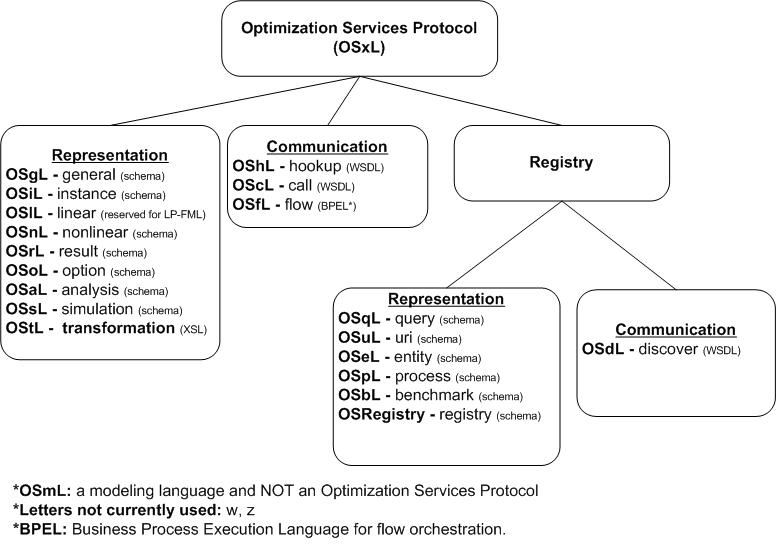 Optimization Services Protocol
(OSxL)
Representation
OSgL - general (schema)
OSiL - instance (schema)
OSlL - linear (reserved for LP-FML)
OSnL - nonlinear (schema)
OSrL - result (schema)
OSoL - option (schema)
OSaL - analysis (schema)
OSsL - simulation (schema)
OStL - transformation (XSL)
Communication
OShL - hookup (WSDL)
OScL - call (WSDL)
OSfL - flow (BPEL*)
Registry
Representation
OSqL - query (schema)
OSuL - uri (schema)
OSeL - entity (schema)
OSpL - process (schema)
OSbL - benchmark (schema)
OSRegistry - registry (schema)
Communication
OSdL - discover (WSDL)
*OSmL: a modeling language and NOT an Optimization Services Protocol
*Letters not currently used: w, z
*BPEL: Business Process Execution Language for flow orchestration.